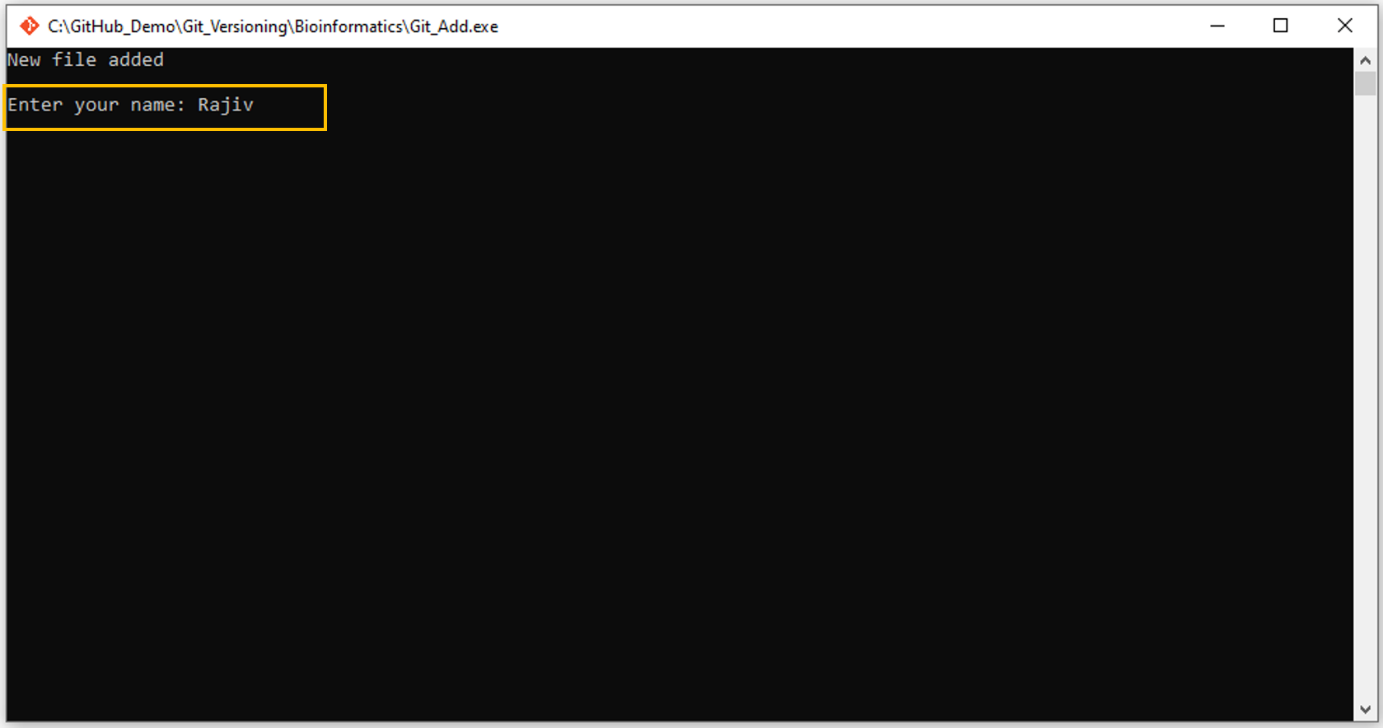 C:\GitHub_Demo\Git_Versioning\Bioinformatics\Git_Add.exe
New file added
Enter your name: Rajiv